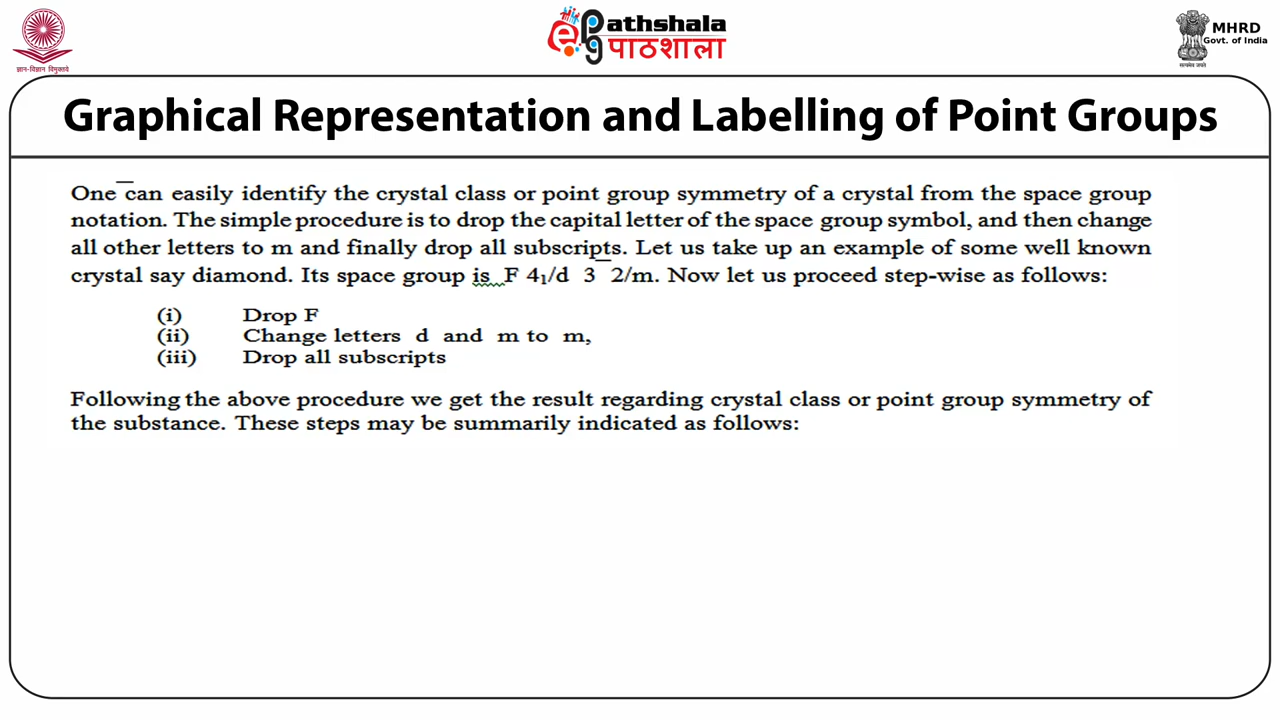 ज्ञान-विज्ञान विमुक्तये
ePG athshala
पाठशाला
MHRD
Govt. of India
सत्यमेव जयते
Graphical Representation and Labelling of Point Groups
One can easily identify the crystal class or point group symmetry of a crystal from the space group
notation. The simple procedure is to drop the capital letter of the space group symbol, and then change
all other letters to m and finally drop all subscripts. Let us take up an example of some well known
crystal say diamond. Its space group is F 4₁/d 3̅ 2/m. Now let us proceed step-wise as follows:
(i) Drop F
(ii) Change letters d and m to m,
(iii) Drop all subscripts
Following the above procedure we get the result regarding crystal class or point group symmetry of
the substance. These steps may be summarily indicated as follows: